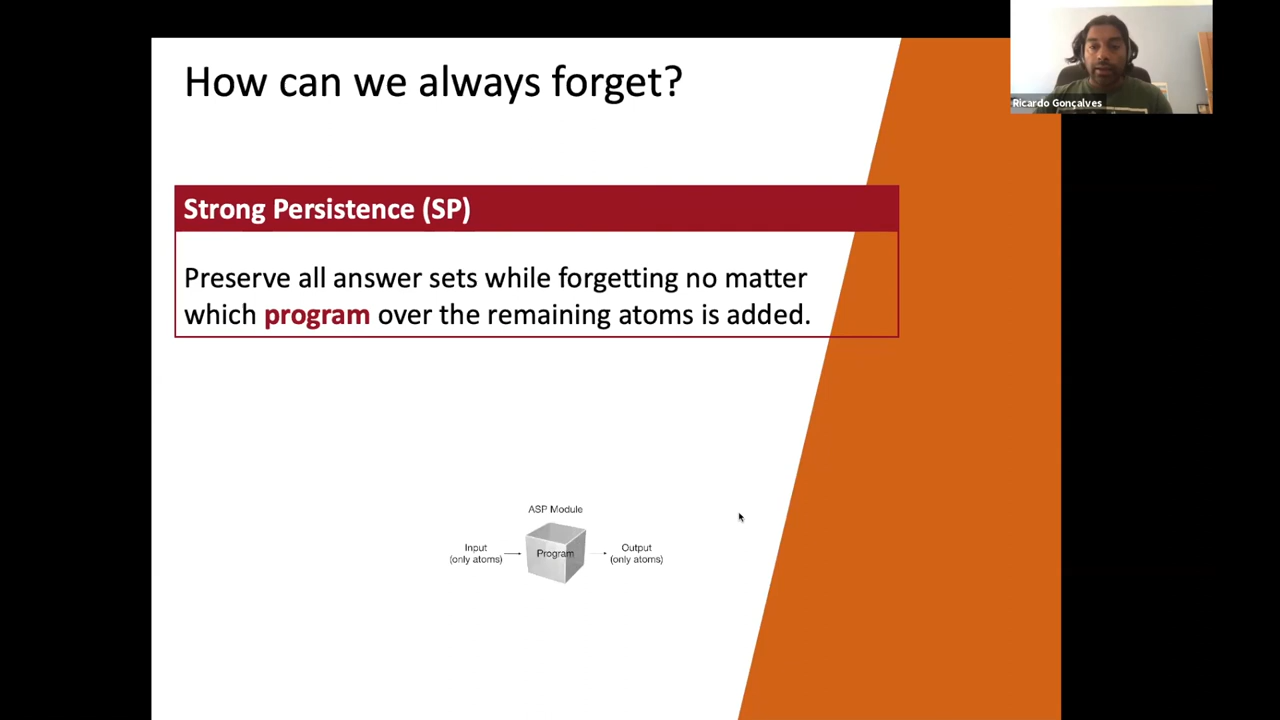 How can we always forget?
Ricardo Gonçalves
Strong Persistence (SP)
Preserve all answer sets while forgetting no matter
which program over the remaining atoms is added.
ASP Module
Input
(only atoms)
Program
Output
(only atoms)